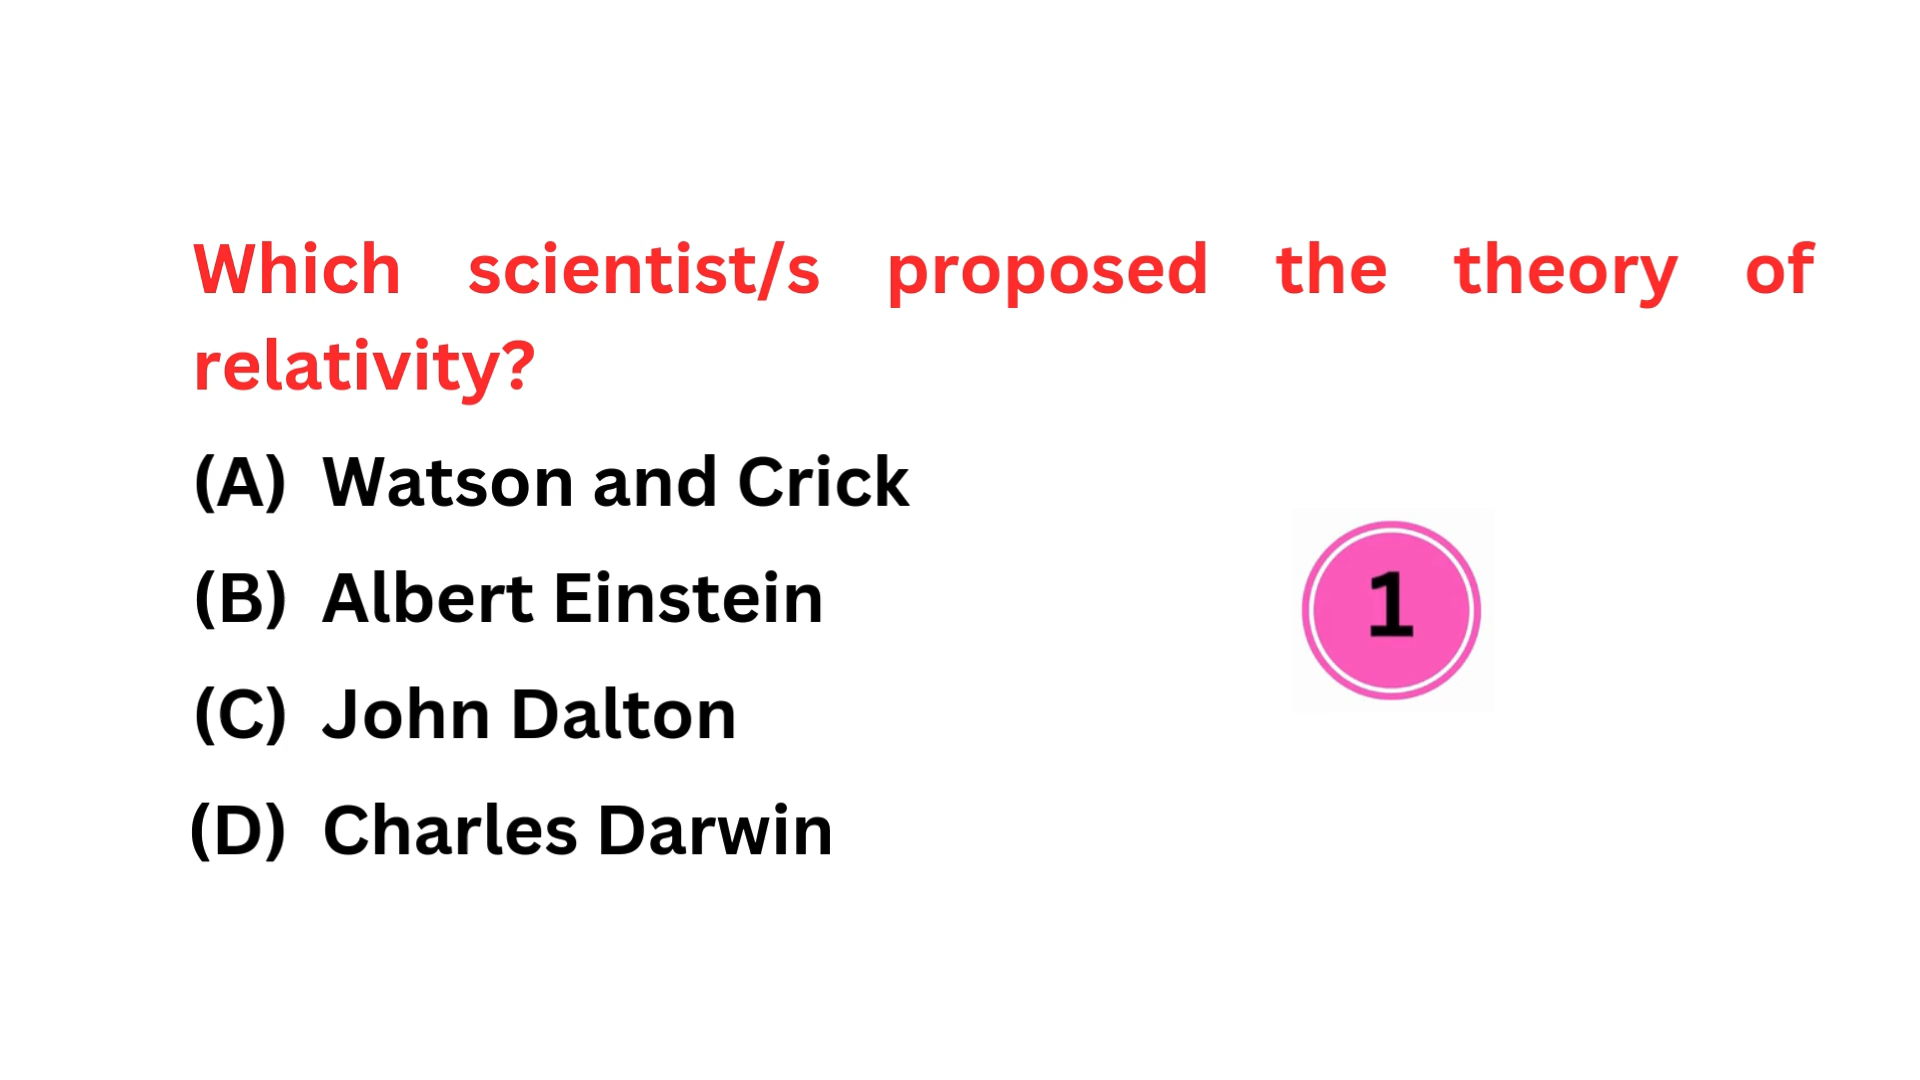 Which scientist/s proposed the theory of
relativity?
(A) Watson and Crick
(B) Albert Einstein
1
(C) John Dalton
(D) Charles Darwin